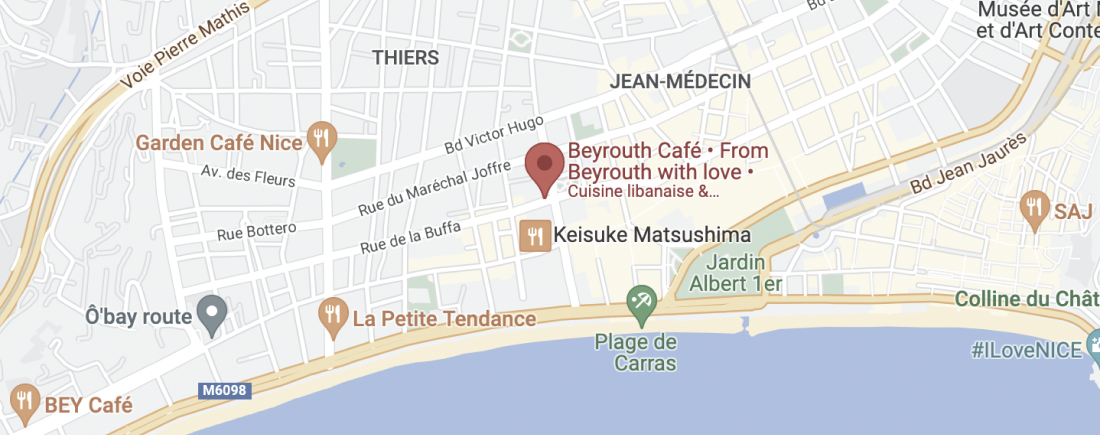 Bd
Musée d'Art
et d'Art Conte
Voie Pierre Mathis
THIERS
JEAN-MÉDECIN
Bd Victor Hugo
Garden Café Nice
Beyrouth Café • From
Beyrouth with love •
Cuisine libanaise &…
Av. des Fleurs
Rue du Maréchal Joffre
Bd Jean Jaurès
SAJ
Rue Bottero
Rue de la Buffa
Keisuke Matsushima
Jardin
Albert 1er
Ô'bay route
La Petite Tendance
Colline du Chât
Plage de
Carras
#ILoveNICE
M6098
BEY Café